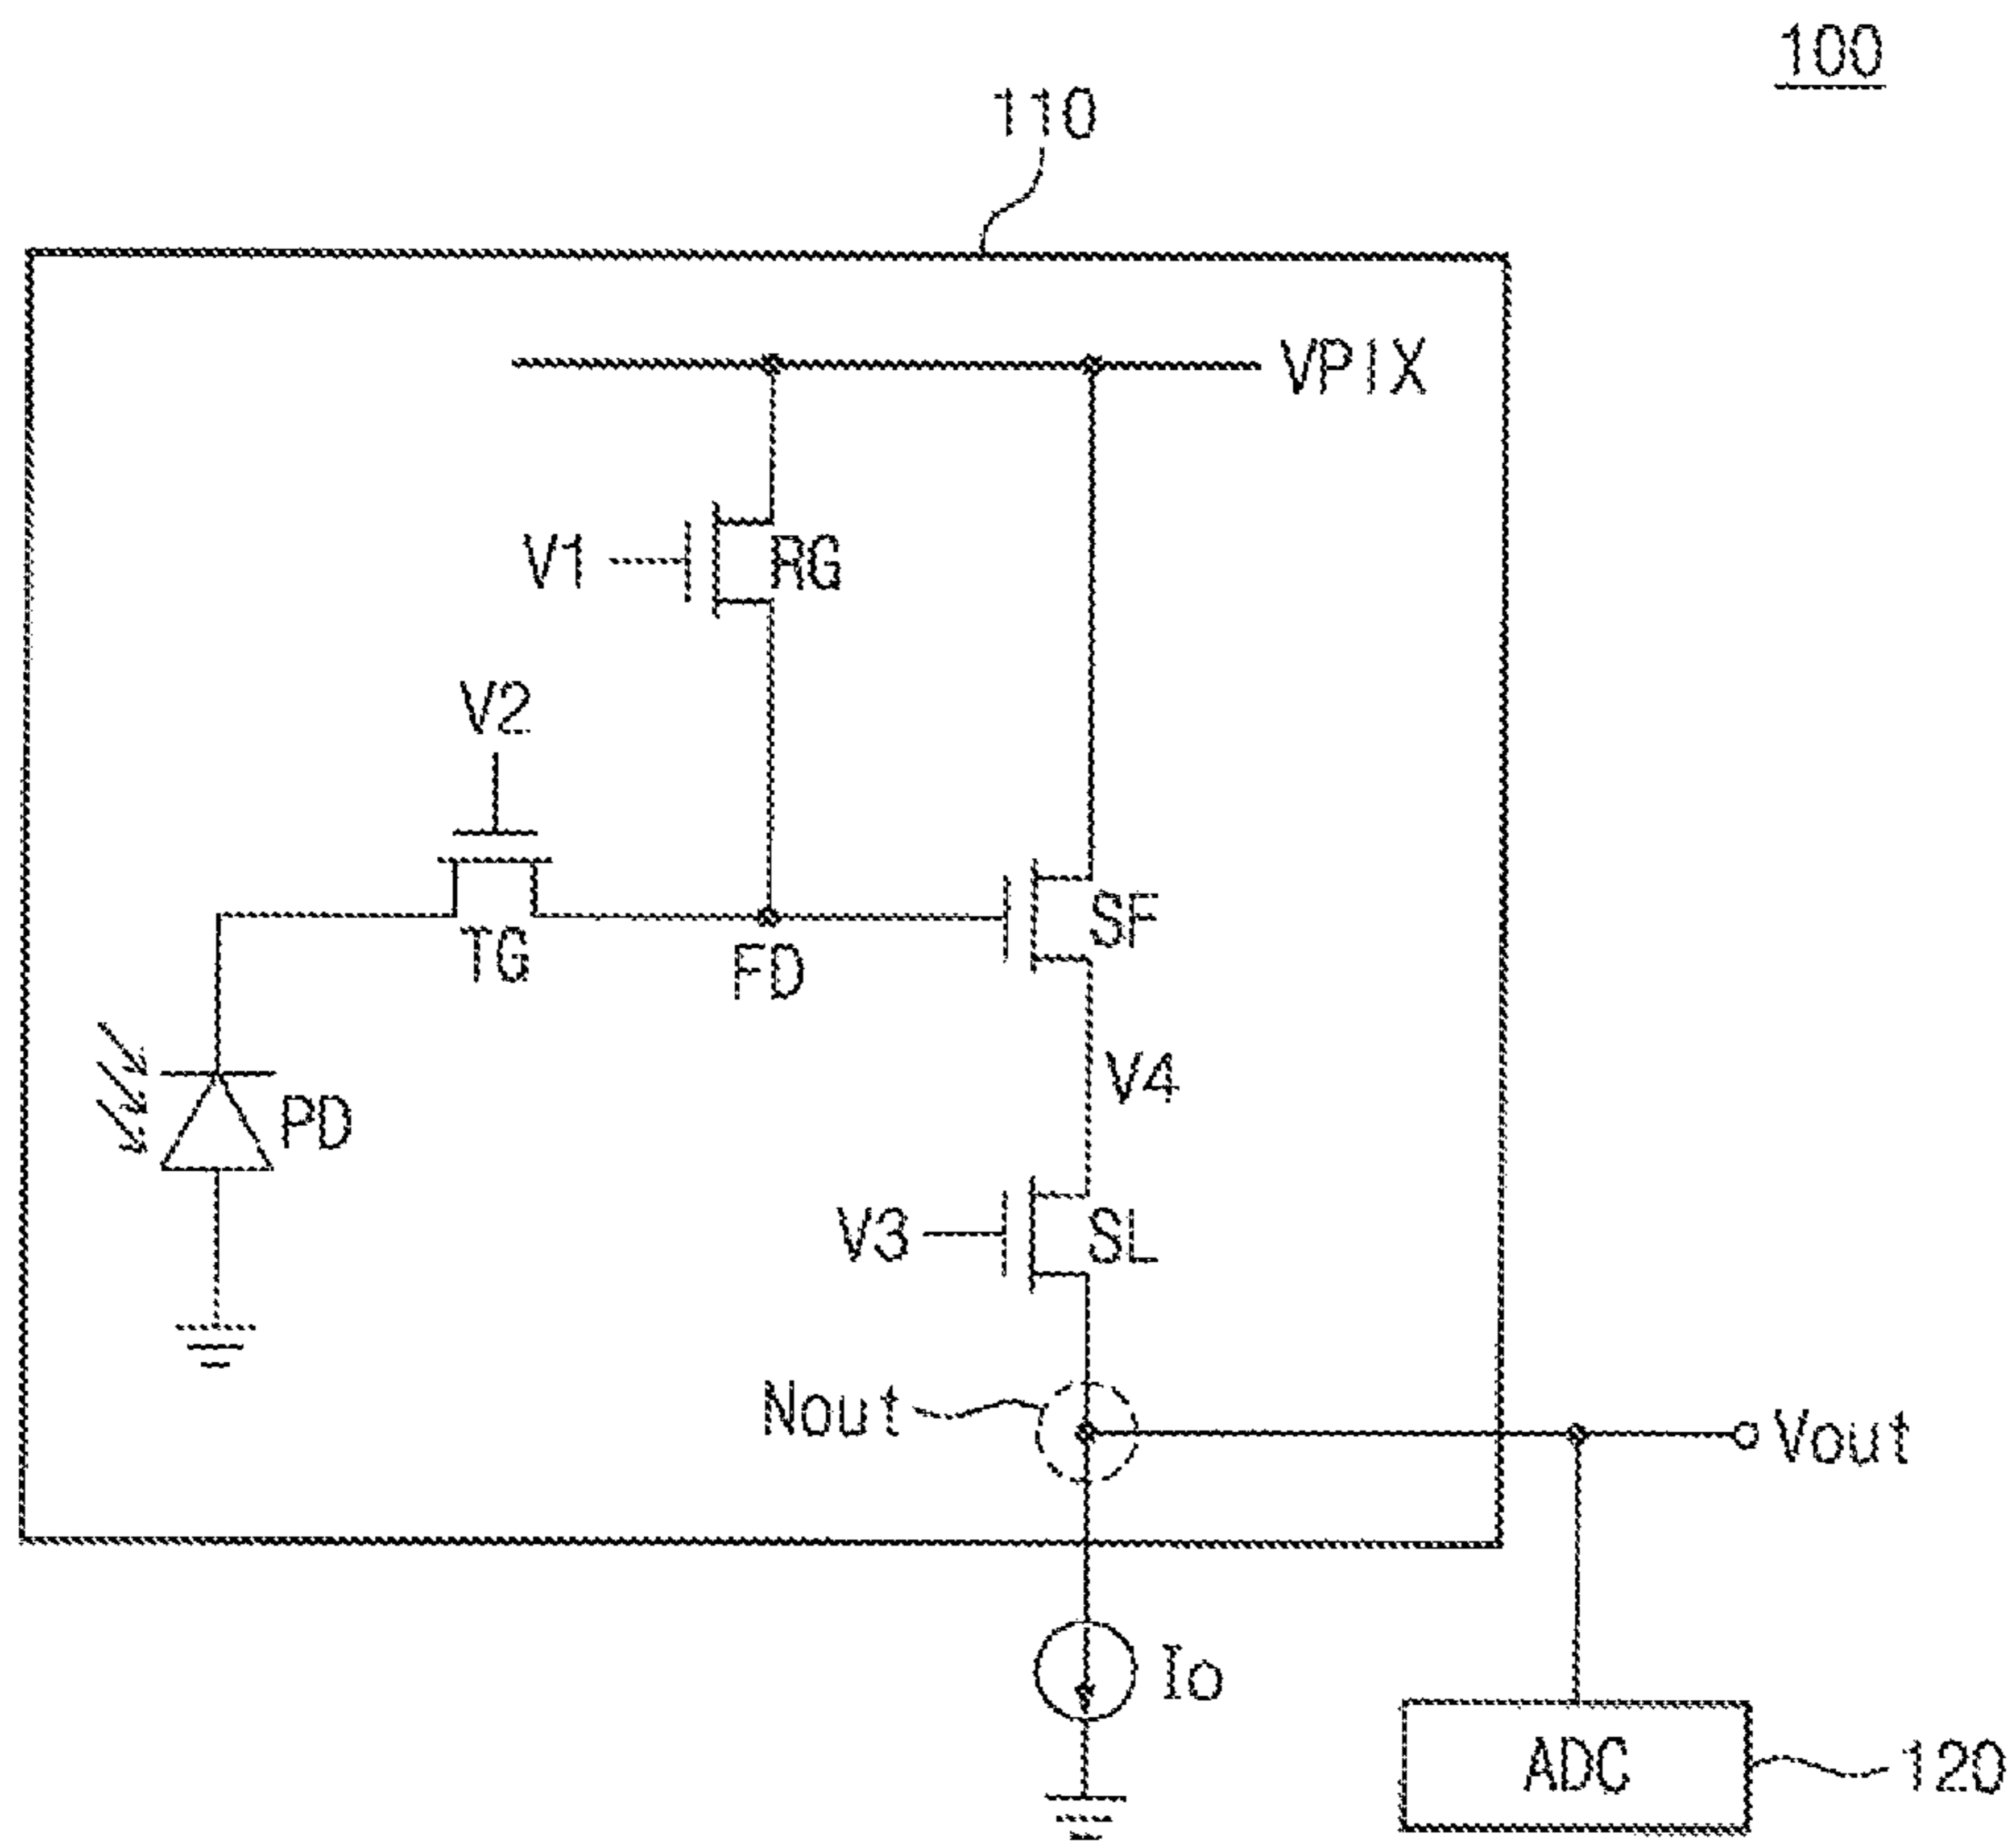 100
110
VPIX
V1
RG
V2
TG
FD
SF
V4
PD
V3
SL
Nout
Vout
Io
ADC
120